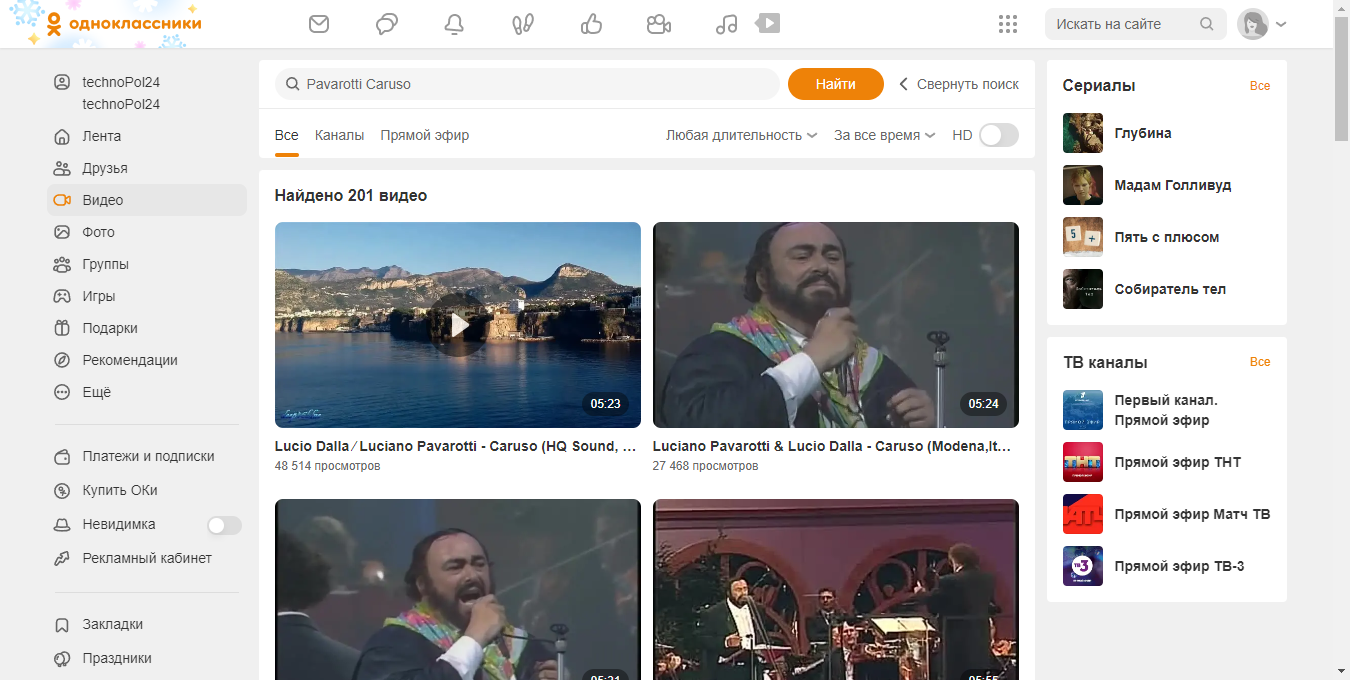 одноклассники
Искать на сайте
technoPol24
technoPol24
Лента
Друзья
Видео
Фото
Группы
Игры
Подарки
Рекомендации
Ещё
Платежи и подписки
Купить ОКи
Невидимка
Рекламный кабинет
Закладки
Праздники
Pavarotti Caruso
Найти
Свернуть поиск
Все Каналы Прямой эфир Любая длительность За все время HD
Найдено 201 видео
05:23
Lucio Dalla ⁄ Luciano Pavarotti - Caruso (HQ Sound, ...
48 514 просмотров
05:24
Luciano Pavarotti & Lucio Dalla - Caruso (Modena,It...
27 468 просмотров
05:21
05:55
Сериалы Все
Глубина
Мадам Голливуд
5 +
Пять с плюсом
Собиратель тел
ТВ каналы Все
Первый канал.
Прямой эфир
ТНТ
Прямой эфир ТНТ
Прямой эфир Матч ТВ
ТВ 3
Прямой эфир ТВ-3